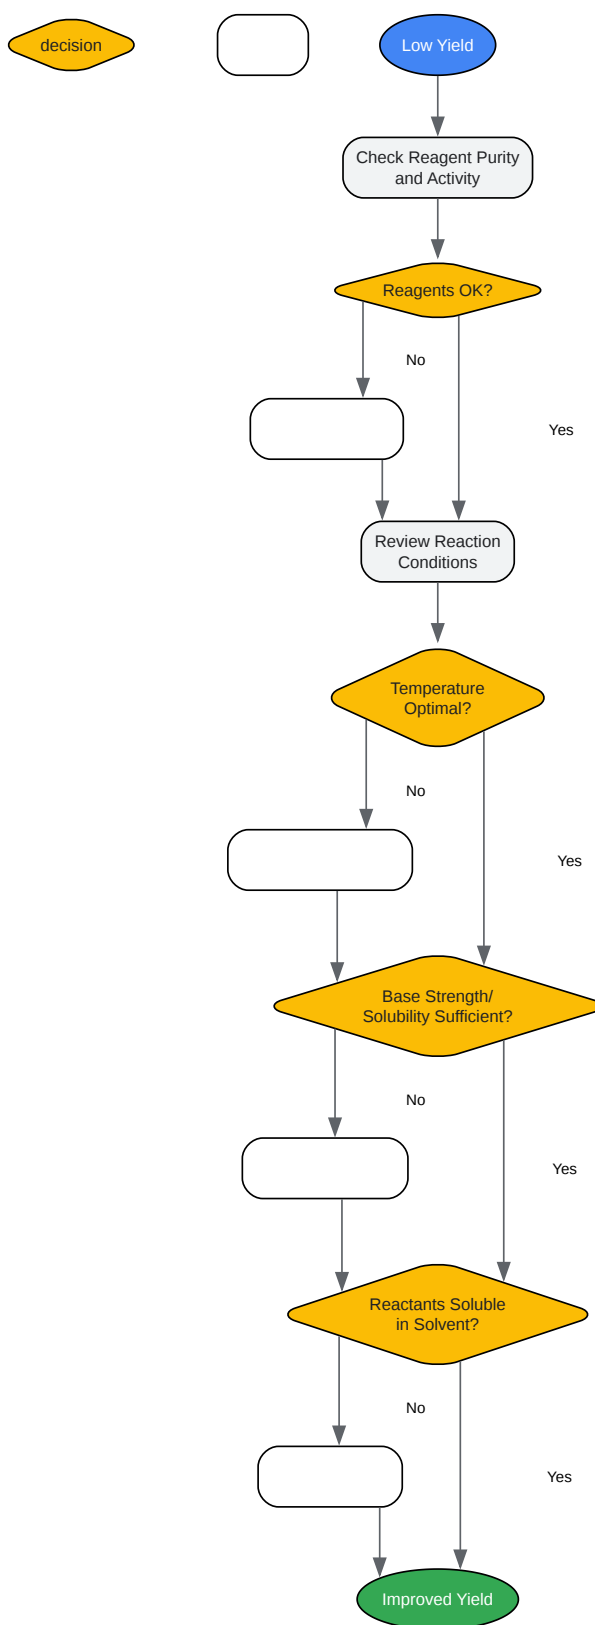 decision
Low Yield
Check Reagent Purity
and Activity
Reagents OK?
No
Yes
Review Reaction
Conditions
Temperature
Optimal?
No
Yes
Base Strength/
Solubility Sufficient?
No
Yes
Reactants Soluble
in Solvent?
No
Yes
Improved Yield